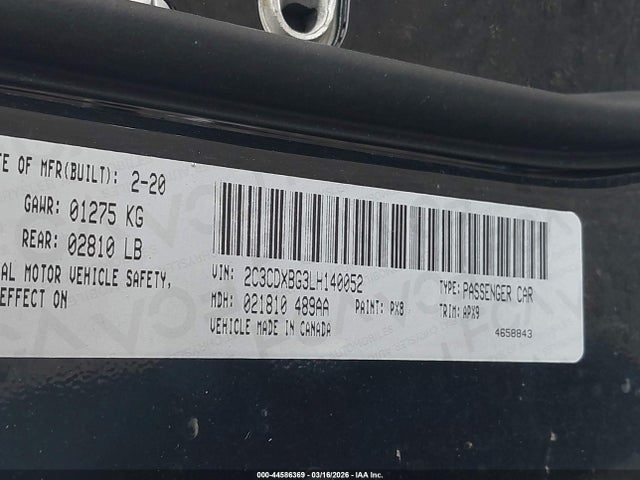 TE OF MFR(BUILT): 2-20
GAWR: 01275 KG
REAR: 02810 LB
AL MOTOR VEHICLE SAFETY,
EFFECT ON
VIN: 2C3CDXBG3LH140052
TYPE: PASSENGER CAR
MDH: 021810 489AA PAINT: PX8 TRIM: APX9
VEHICLE MADE IN CANADA
4658843
000-44586369 - 03/16/2026 - IAA Inc.